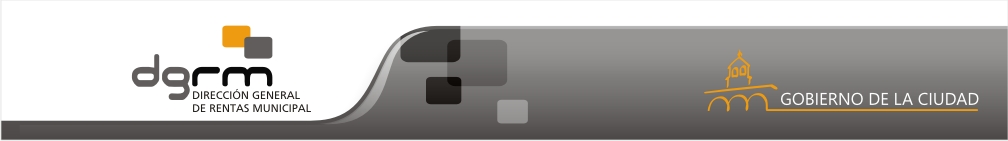 dgrm
DIRECCIÓN GENERAL
DE RENTAS MUNICIPAL
GOBIERNO DE LA CIUDAD